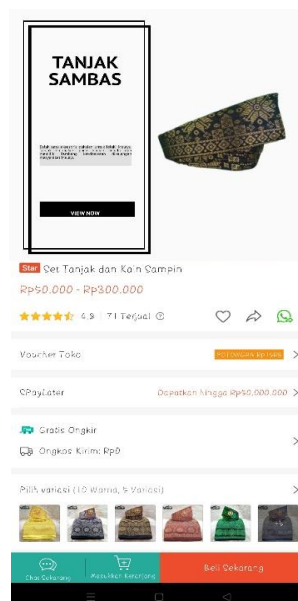 TANJAK
SAMBAS
VIEW NOW
Star Set Tanjak dan Kain Sampin
Rp50.000 - Rp300.000
4.9 71 Terjual
Voucher Toko
SPayLater Dapatkan hingga Rp50.000.000
Gratis Ongkir
Ongkos Kirim: Rp0
Pilih variasi (10 Warna, 5 Variasi)
Chat Sekarang Masukkan Keranjang Beli Sekarang